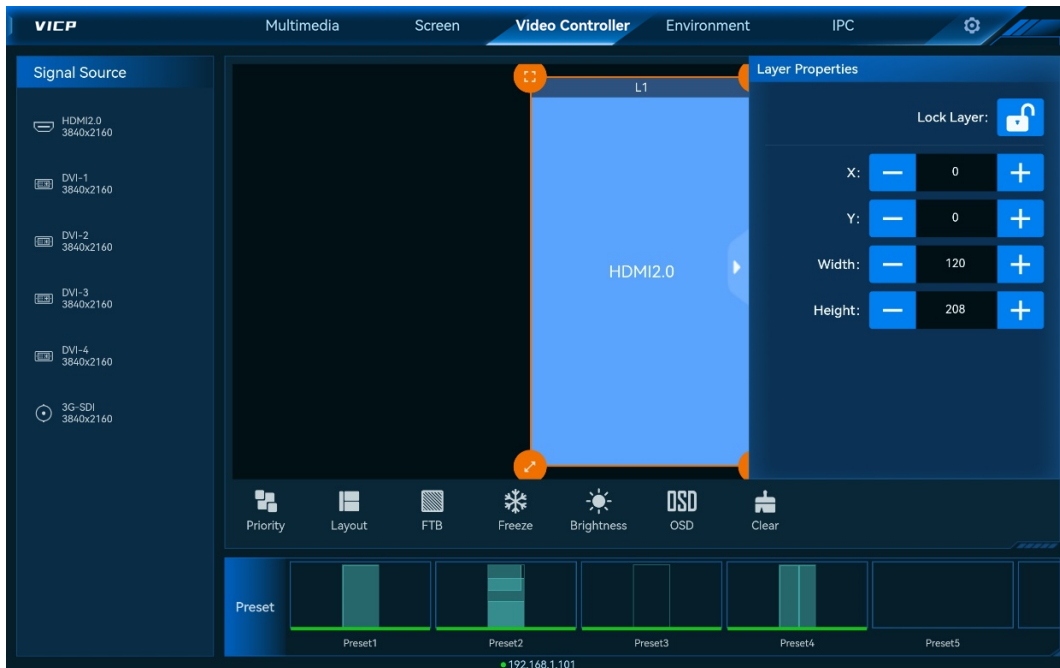 VICP
Multimedia
Screen
Video Controller
Environment
IPC
Signal Source
HDMI2.0
3840x2160
DVI-1
3840x2160
DVI-2
3840x2160
DVI-3
3840x2160
DVI-4
3840x2160
3G-SDI
3840x2160
L1
HDMI2.0
Layer Properties
Lock Layer:
X:
0
Y:
0
Width:
120
Height:
208
Priority
Layout
FTB
Freeze
Brightness
OSD
OSD
Clear
Preset
Preset1
Preset2
Preset3
Preset4
Preset5
192.168.1.101